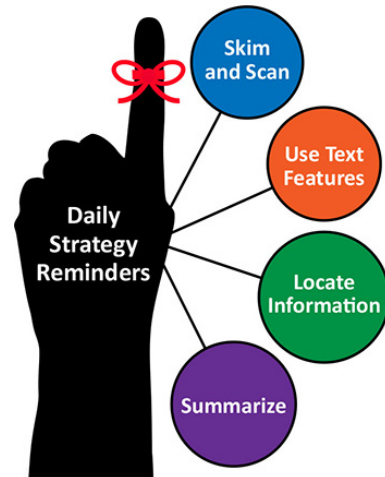 Daily
Strategy
Reminders
Skim
and Scan
Use Text
Features
Locate
Information
Summarize